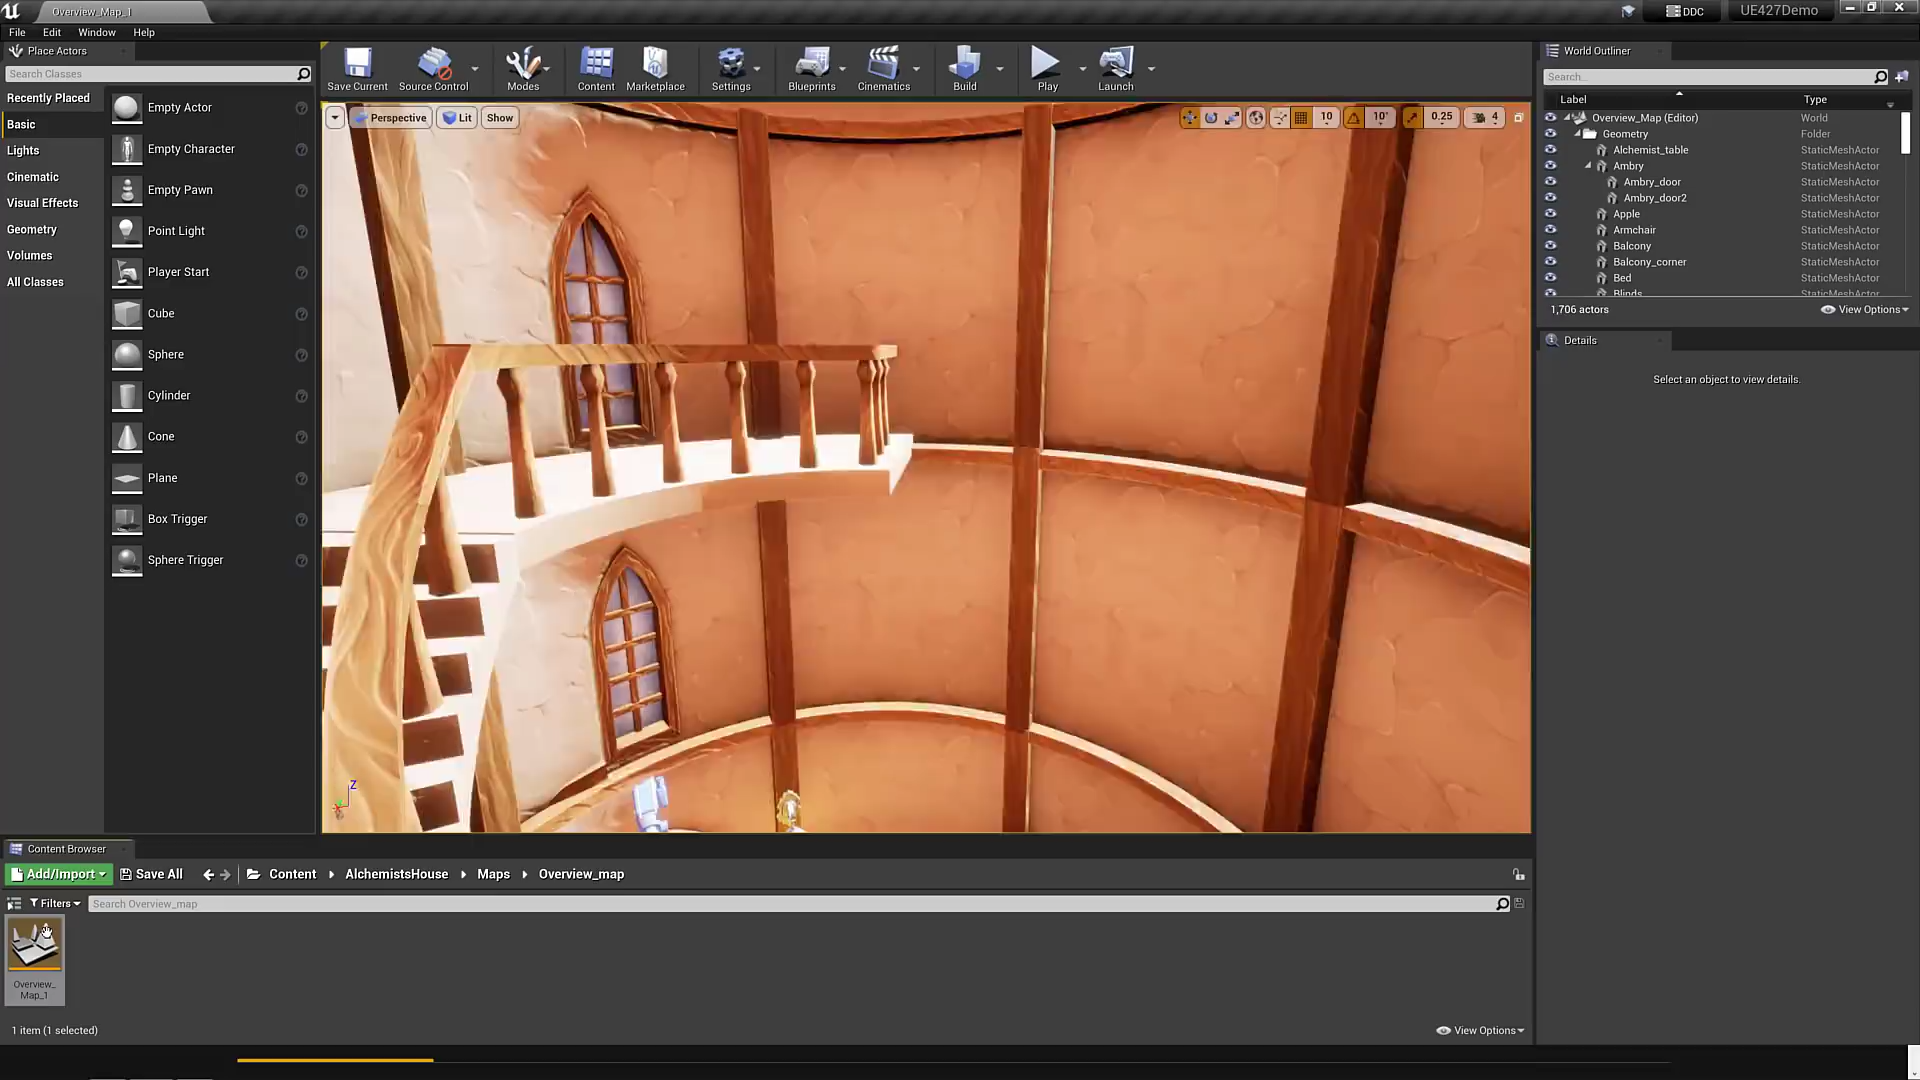 Overview_Map_1
DDC
UE427Demo
File Edit Window Help
Place Actors
Search Classes
Recently Placed
Basic
Lights
Cinematic
Visual Effects
Geometry
Volumes
All Classes
Empty Actor
Empty Character
Empty Pawn
Point Light
Player Start
Cube
Sphere
Cylinder
Cone
Plane
Box Trigger
Sphere Trigger
Save Current Source Control Modes Content Marketplace Settings Blueprints Cinematics Build Play Launch
Perspective Lit Show
10 10° 0.25 4
Z
World Outliner
Search...
Label Type
Overview_Map (Editor) World
Geometry Folder
Alchemist_table StaticMeshActor
Ambry StaticMeshActor
Ambry_door StaticMeshActor
Ambry_door2 StaticMeshActor
Apple StaticMeshActor
Armchair StaticMeshActor
Balcony StaticMeshActor
Balcony_corner StaticMeshActor
Bed StaticMeshActor
Blinds StaticMeshActor
1,706 actors View Options
Details
Select an object to view details.
Content Browser
Add/Import Save All Content AlchemistsHouse Maps Overview_map
Filters Search Overview_map
Overview_
Map_1
1 item (1 selected) View Options